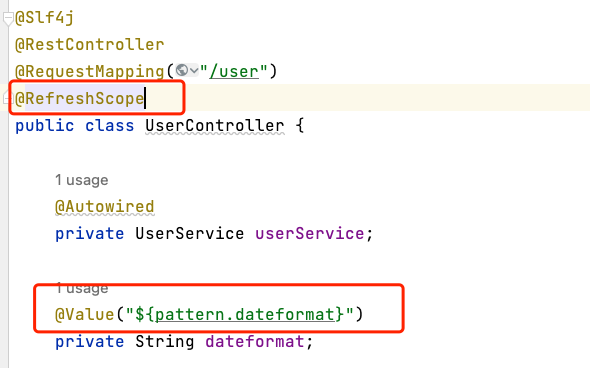 @Slf4j
@RestController
@RequestMapping("/user")
@RefreshScope
public class UserController {
1 usage
@Autowired
private UserService userService;
1 usage
@Value("${pattern.dateformat}")
private String dateformat;